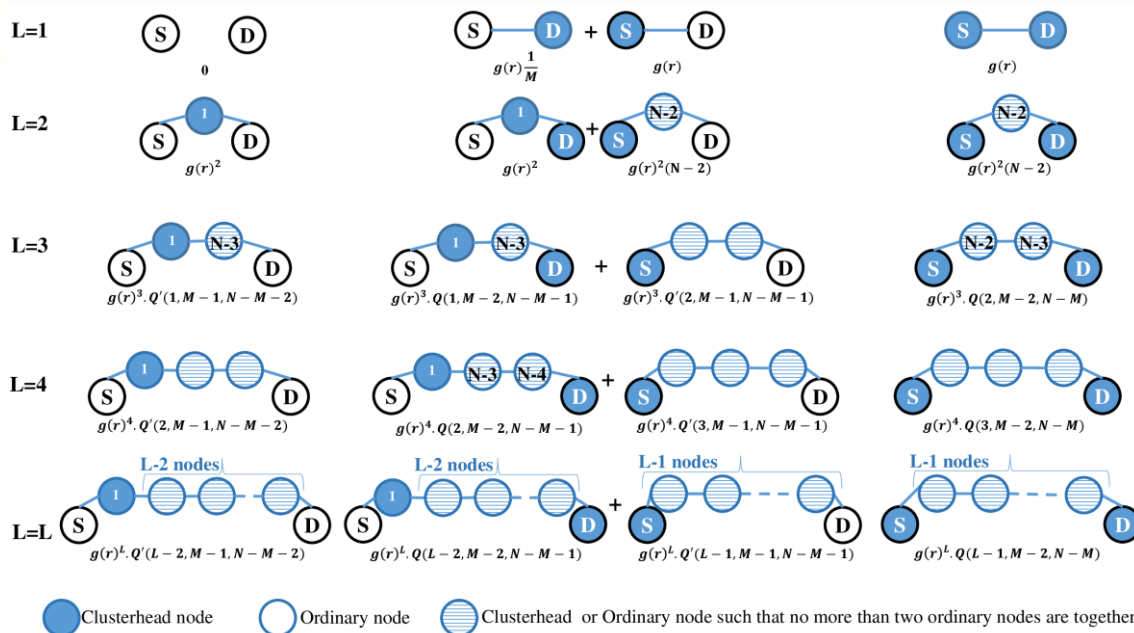 L=1
S D S D + S D S D
0 g(r) 1/M g(r) g(r)
L=2
1 1 N-2 N-2
S D S D + S D S D
g(r)² g(r)² g(r)²(N−2) g(r)²(N−2)
L=3
1 N-3 1 N-3 N-2 N-3
S D S D + S D S D
g(r)³.Q′(1,M−1,N−M−2) g(r)³.Q(1,M−2,N−M−1) g(r)³.Q′(2,M−1,N−M−1) g(r)³.Q(2,M−2,N−M)
L=4
1 1 N-3 N-4
S D S D + S D S D
g(r)⁴.Q′(2,M−1,N−M−2) g(r)⁴.Q(2,M−2,N−M−1) g(r)⁴.Q′(3,M−1,N−M−1) g(r)⁴.Q(3,M−2,N−M)
L-2 nodes L-2 nodes L-1 nodes L-1 nodes
1 1
L=L
S D S D + S D S D
g(r)ᴸ.Q′(L−2,M−1,N−M−2) g(r)ᴸ.Q(L−2,M−2,N−M−1) g(r)ᴸ.Q′(L−1,M−1,N−M−1) g(r)ᴸ.Q(L−1,M−2,N−M)
Clusterhead node Ordinary node Clusterhead or Ordinary node such that no more than two ordinary nodes are together